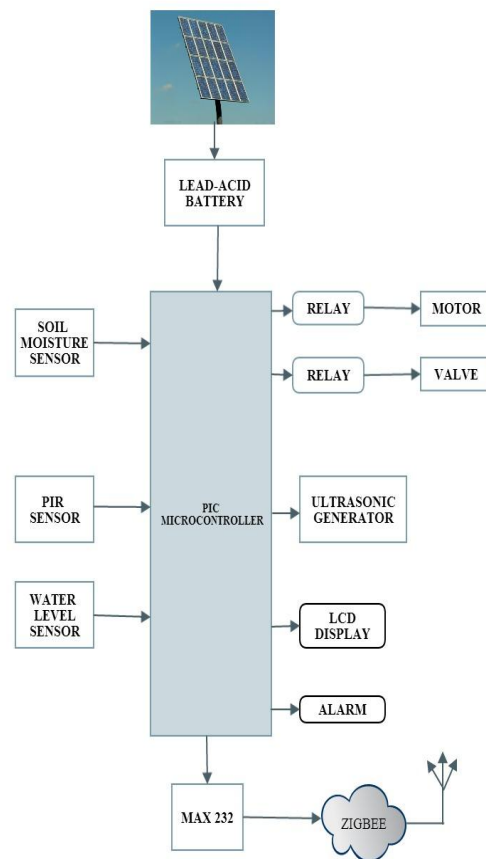 LEAD-ACID
BATTERY
SOIL
MOISTURE
SENSOR
PIR
SENSOR
WATER
LEVEL
SENSOR
PIC
MICROCONTROLLER
RELAY
MOTOR
RELAY
VALVE
ULTRASONIC
GENERATOR
LCD
DISPLAY
ALARM
MAX 232
ZIGBEE